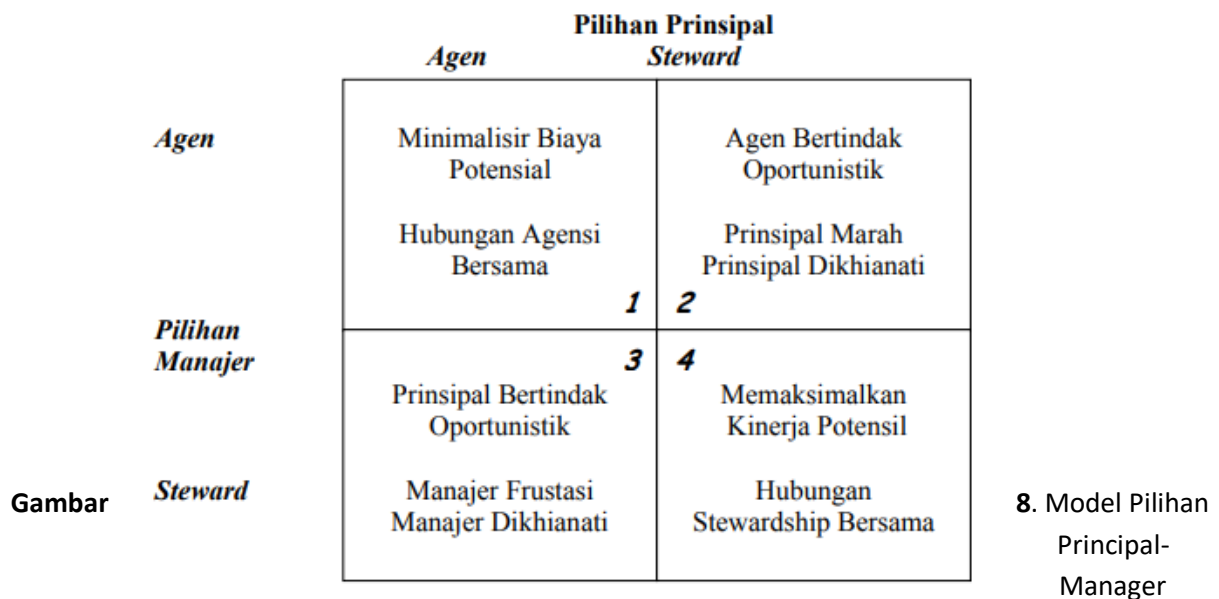 Pilihan Prinsipal
Agen Steward
Agen
Minimalisir Biaya
Potensial
Hubungan Agensi
Bersama
1
Agen Bertindak
Oportunistik
Prinsipal Marah
Prinsipal Dikhianati
2
Pilihan
Manajer
3
Prinsipal Bertindak
Oportunistik
Manajer Frustasi
Manajer Dikhianati
4
Memaksimalkan
Kinerja Potensil
Hubungan
Stewardship Bersama
Steward
Gambar 8. Model Pilihan
Principal-
Manager